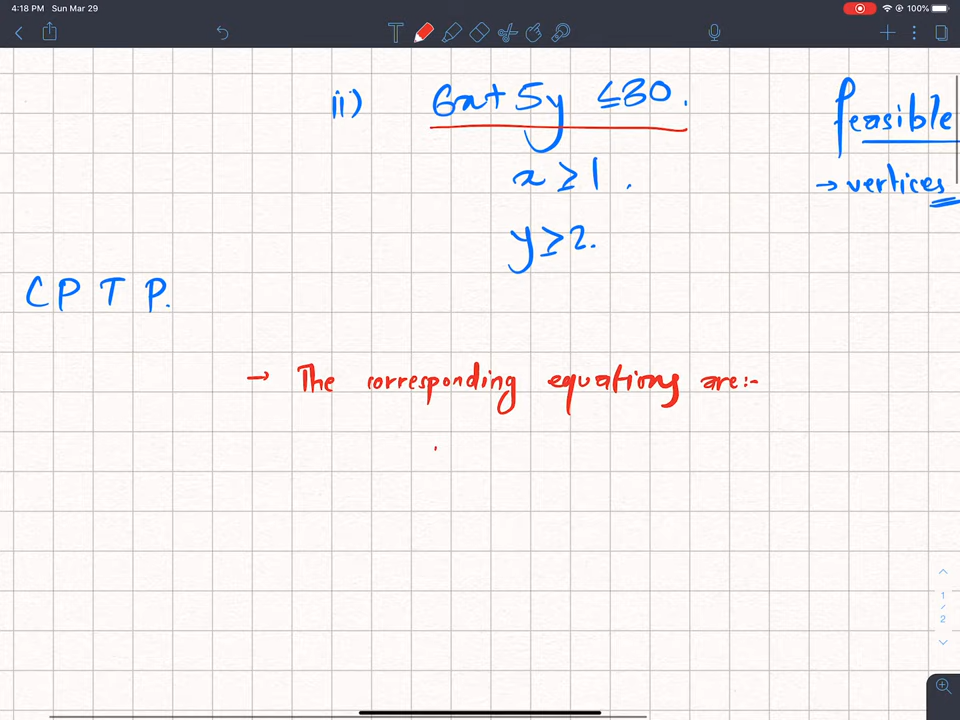 4:18 PM Sun Mar 29
100%
T
ii) 6x+ 5y ≤30.
x ≥ 1.
y ≥ 2.
feasible
→ vertices
C P T P.
→ The corresponding equations are:-
1
/
2